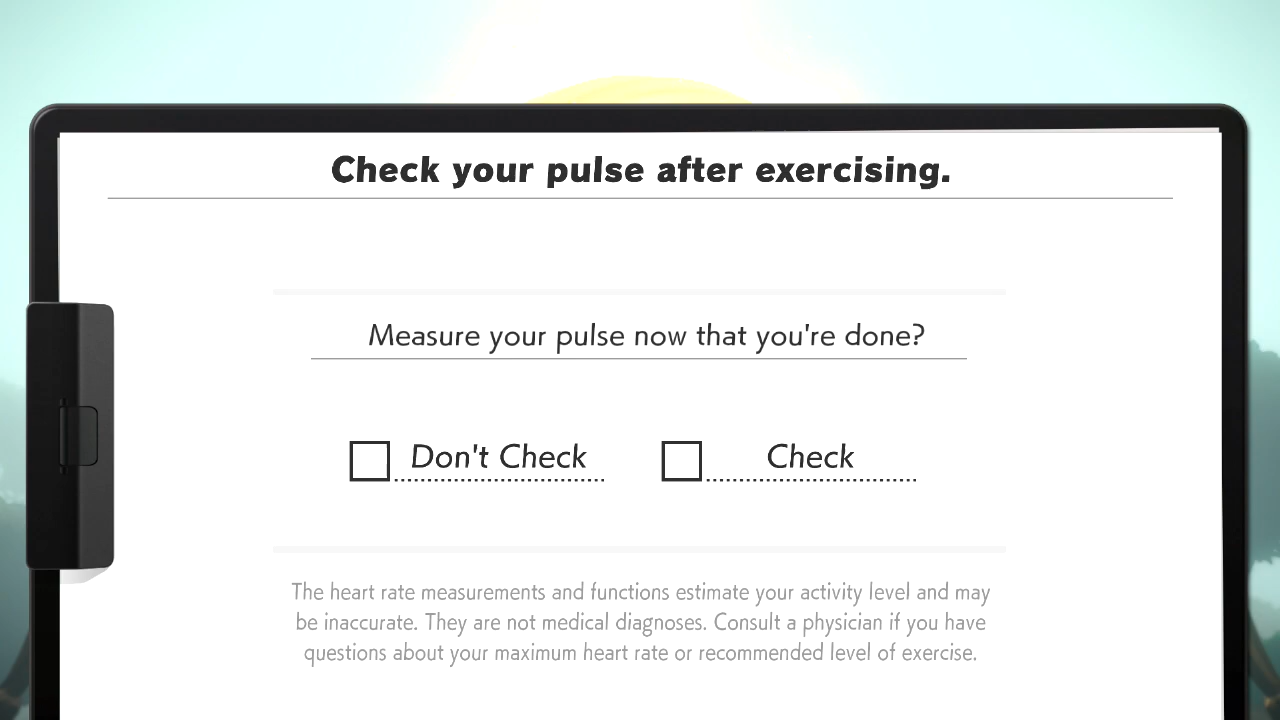 Check your pulse after exercising.
Measure your pulse now that you're done?
Don't Check
Check
The heart rate measurements and functions estimate your activity level and may
be inaccurate. They are not medical diagnoses. Consult a physician if you have
questions about your maximum heart rate or recommended level of exercise.